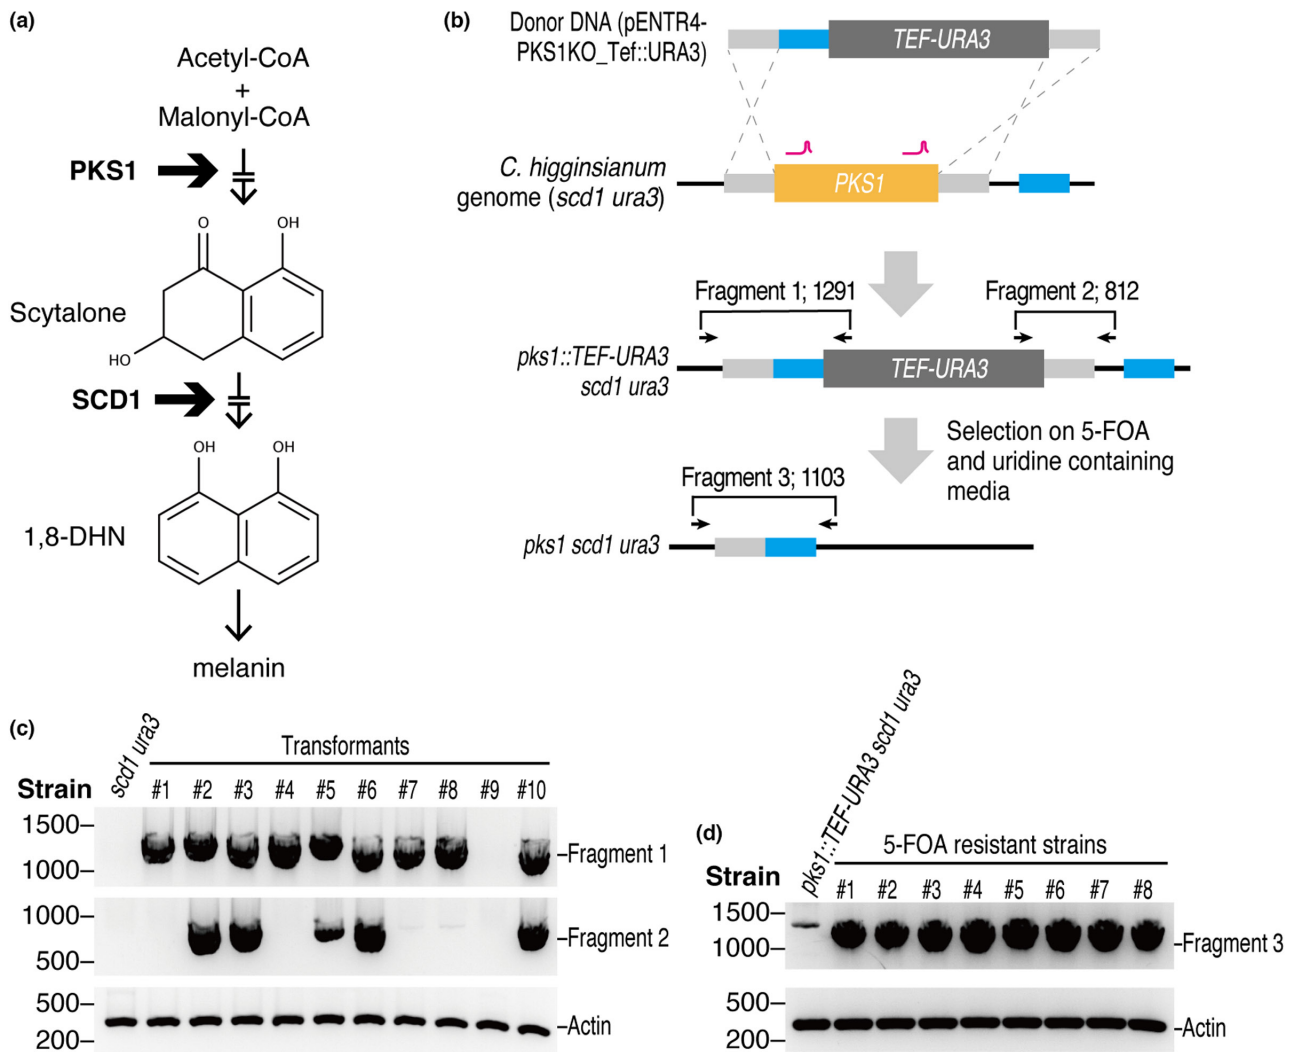 (a)
Acetyl-CoA
+
Malonyl-CoA
PKS1
O
OH
Scytalone
HO
SCD1
OH
OH
1,8-DHN
melanin
(b)
Donor DNA (pENTR4-
PKS1KO_Tef::URA3)
TEF-URA3
C. higginsianum
genome (scd1 ura3)
PKS1
Fragment 1; 1291
Fragment 2; 812
pks1::TEF-URA3
scd1 ura3
TEF-URA3
Selection on 5-FOA
and uridine containing
media
Fragment 3; 1103
pks1 scd1 ura3
(c)
scd1 ura3
Transformants
Strain
#1 #2 #3 #4 #5 #6 #7 #8 #9 #10
1500
1000
Fragment 1
1000
500
Fragment 2
500
200
Actin
(d)
pks1::TEF-URA3 scd1 ura3
5-FOA resistant strains
Strain
#1 #2 #3 #4 #5 #6 #7 #8
1500
1000
Fragment 3
500
200
Actin